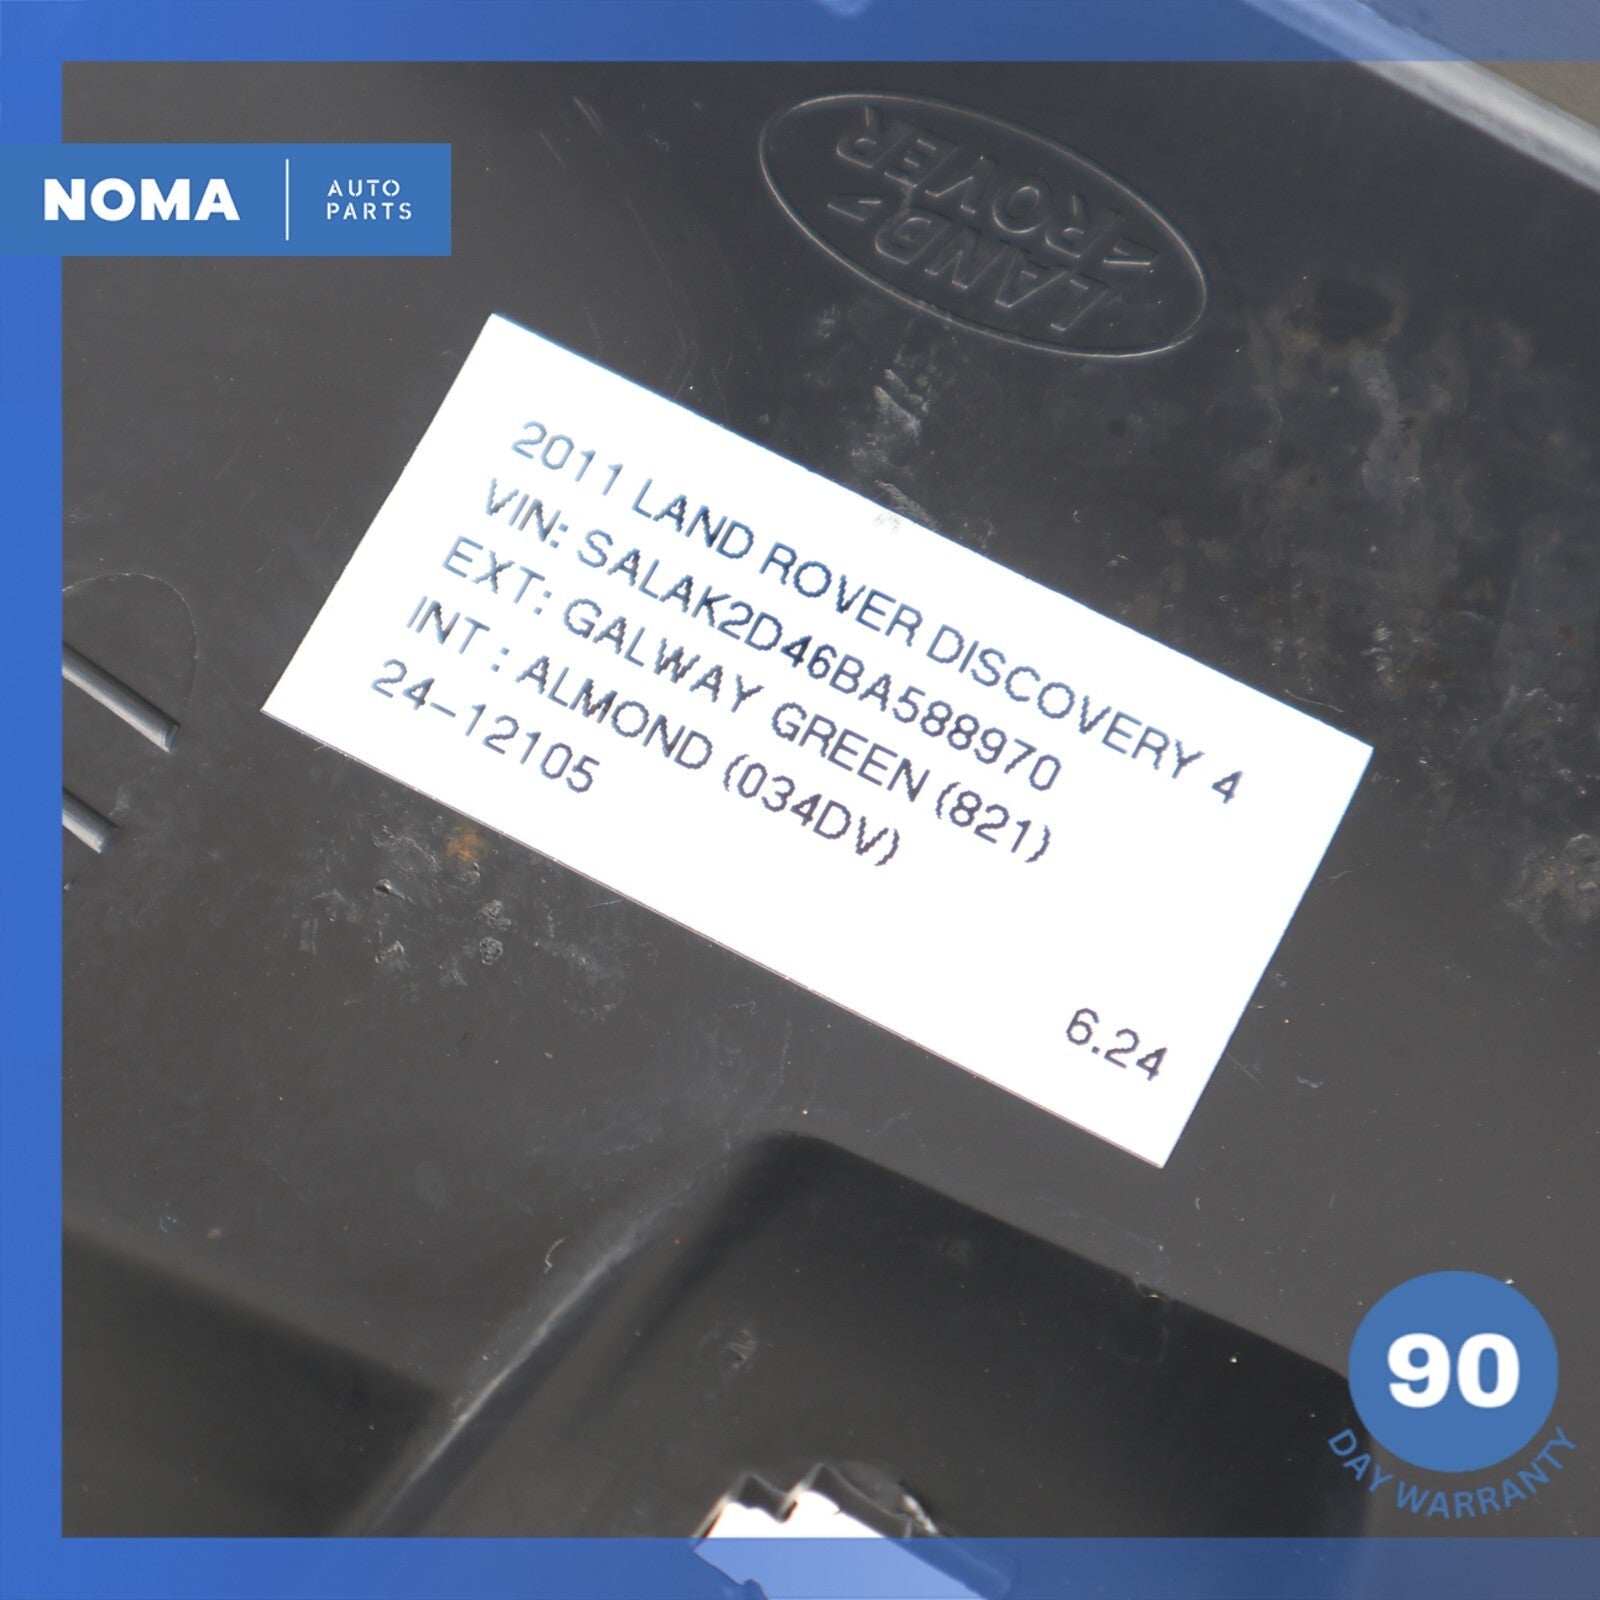 NOMA
AUTO
PARTS
LAND
ROVER
2011 LAND ROVER DISCOVERY 4
VIN: SALAK2D46BA588970
EXT: GALWAY GREEN (821)
INT : ALMOND (034DV)
24-12105
6.24
90
DAY WARRANTY